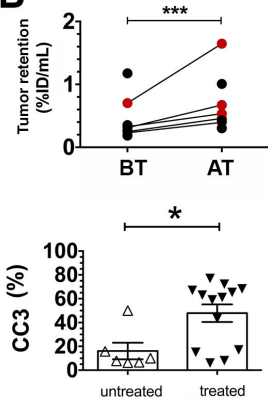 B
***
Tumor retention
(%ID/mL)
2
1
0
BT AT
*
CC3 (%)
100
80
60
40
20
0
untreated treated